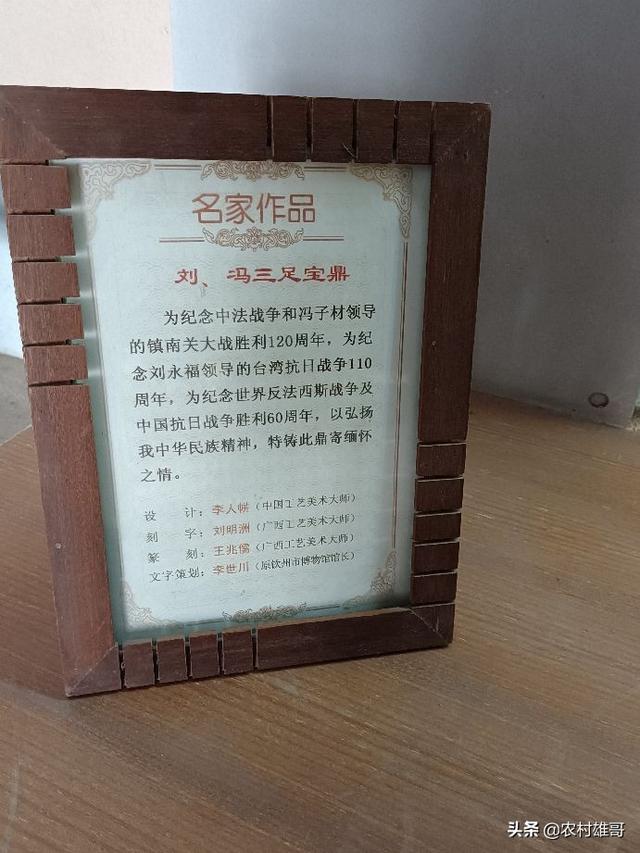 名家作品
刘、冯三足宝鼎
为纪念中法战争和冯子材领导
的镇南关大战胜利120周年，为纪
念刘永福领导的台湾抗日战争110
周年，为纪念世界反法西斯战争及
中国抗日战争胜利60周年，以弘扬
我中华民族精神，特铸此鼎寄缅怀
之情。
设　计：李人帡（中国工艺美术大师）
刻　字：刘明洲（广西工艺美术大师）
篆　刻：王兆儒（广西工艺美术大师）
文字策划：李世川（原钦州市博物馆馆长）
头条 @农村雄哥